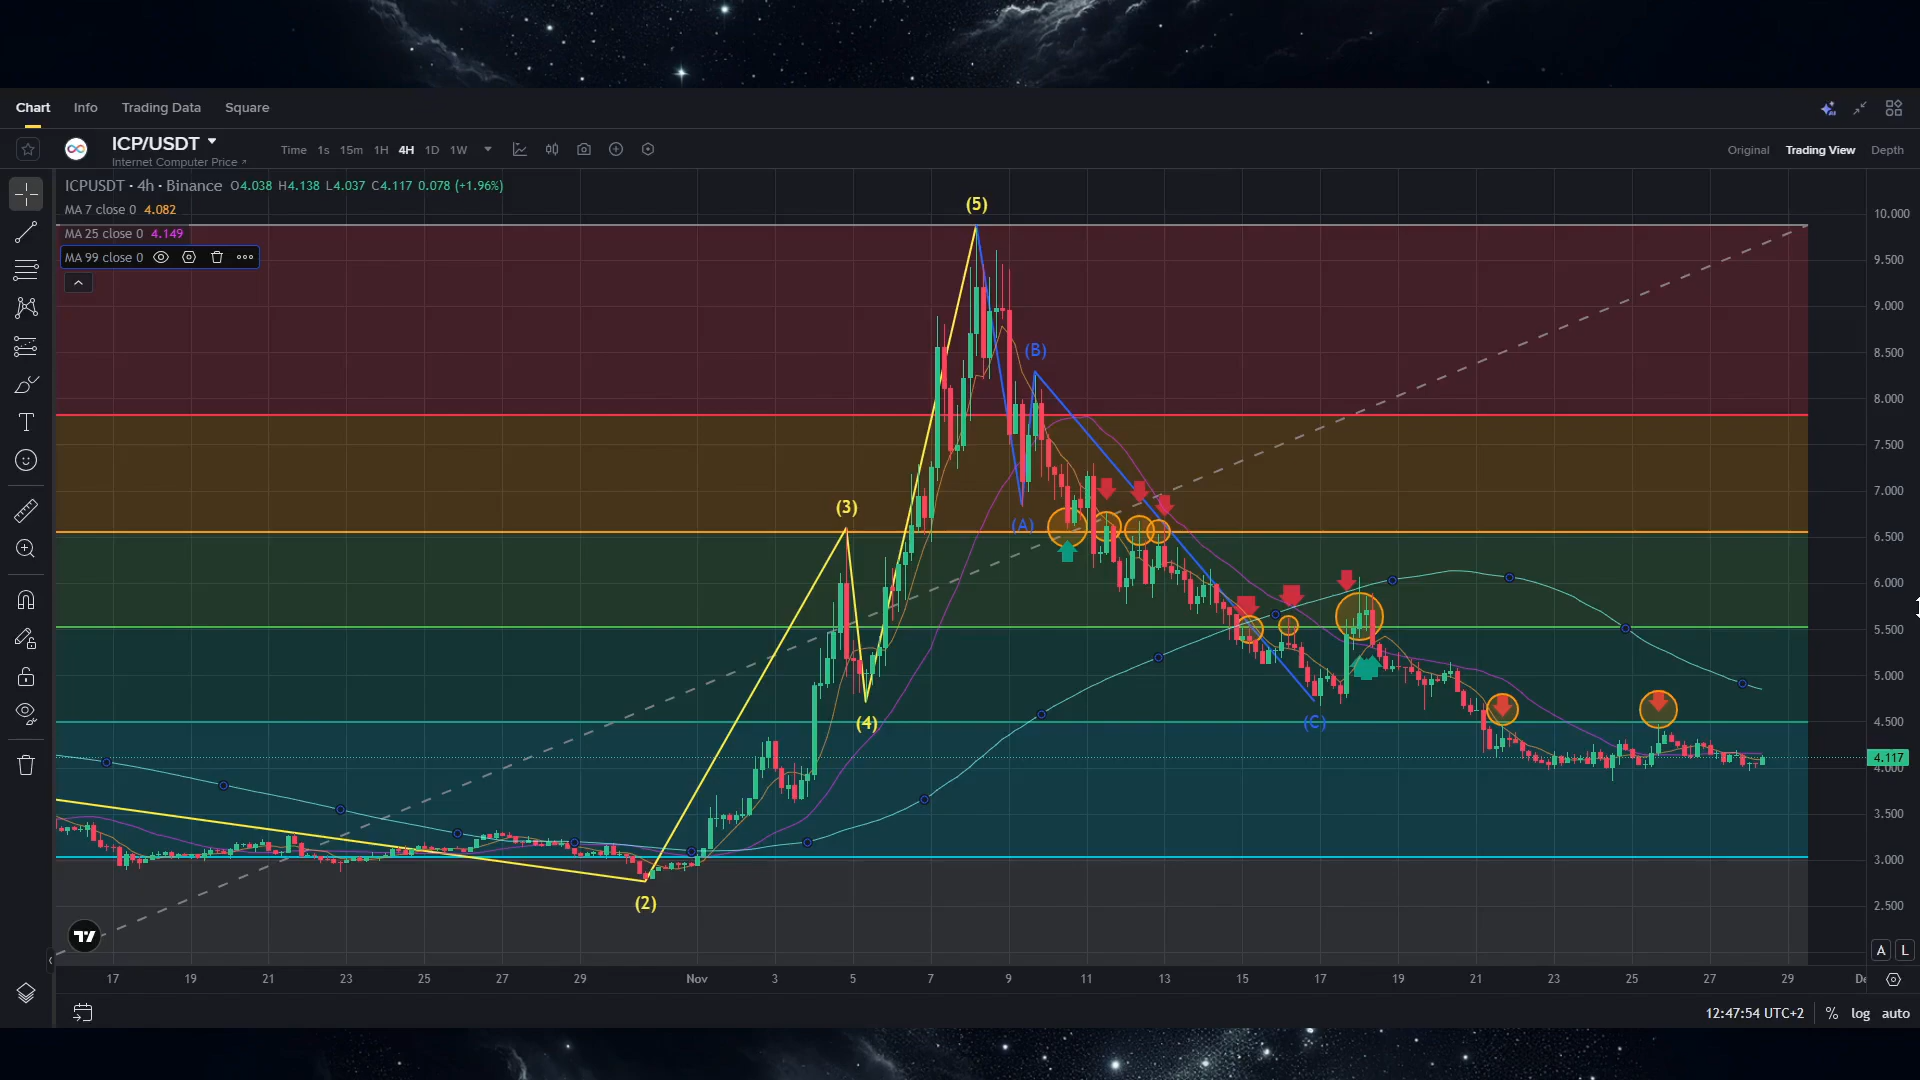 Chart Info Trading Data Square
ICP/USDT
Internet Computer Price
Time 1s 15m 1H 4H 1D 1W
Original Trading View Depth
ICPUSDT · 4h · Binance O4.038 H4.138 L4.037 C4.117 0.078 (+1.96%)
MA 7 close 0 4.082
MA 25 close 0 4.149
MA 99 close 0
(5)
(B)
(3)
(A)
(4)
(C)
(2)
10.000
9.500
9.000
8.500
8.000
7.500
7.000
6.500
6.000
5.500
5.000
4.500
4.117
4.000
3.500
3.000
2.500
A L
17 19 21 23 25 27 29 Nov 3 5 7 9 11 13 15 17 19 21 23 25 27 29 De
12:47:54 UTC+2 % log auto